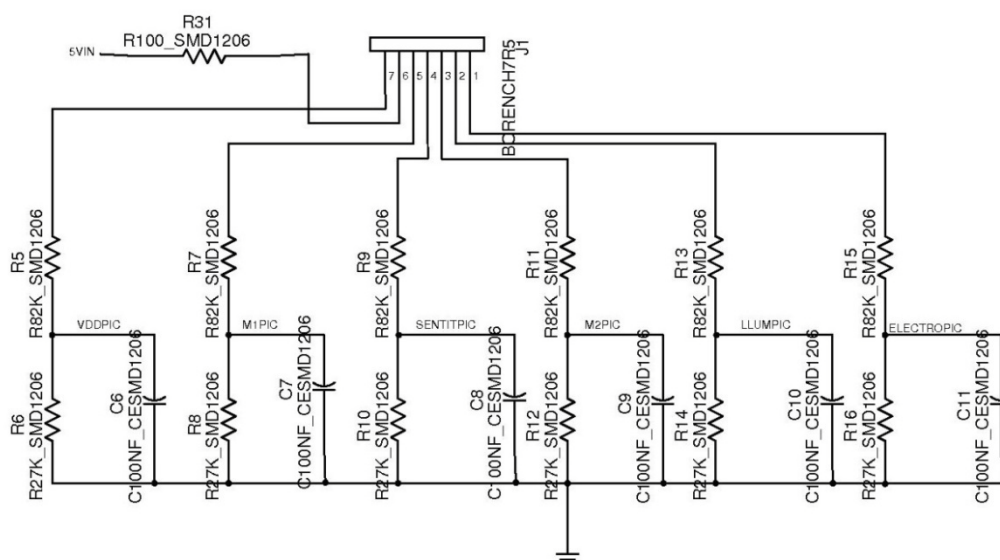 R31
R100_SMD1206
5VIN
J1
BORENCH7R5
7 6 5 4 3 2 1
R5
R82K_SMD1206
R7
R82K_SMD1206
R9
R82K_SMD1206
R11
R82K_SMD1206
R13
R82K_SMD1206
R15
R82K_SMD1206
VDDPIC
M1PIC
SENTITPIC
M2PIC
LLUMPIC
ELECTROPIC
R6
R27K_SMD1206
C6
C100NF_CESMD1206
R8
R27K_SMD1206
C7
C100NF_CESMD1206
R10
R27K_SMD1206
C8
C100NF_CESMD1206
R12
R27K_SMD1206
C9
C100NF_CESMD1206
R14
R27K_SMD1206
C10
C100NF_CESMD1206
R16
R27K_SMD1206
C11
C100NF_CESMD1206